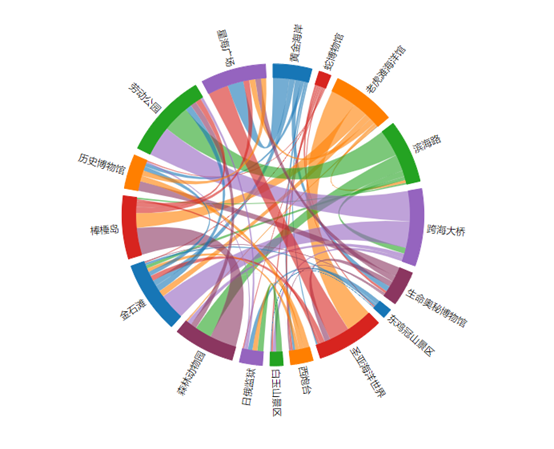 黄金海岸
蛇博物馆
老虎滩海洋馆
滨海路
跨海大桥
生命奥秘博物馆
东鸡冠山景区
圣亚海洋世界
西炮台
白玉山景区
日俄监狱
森林动物园
金石滩
棒棰岛
历史博物馆
劳动公园
星海广场